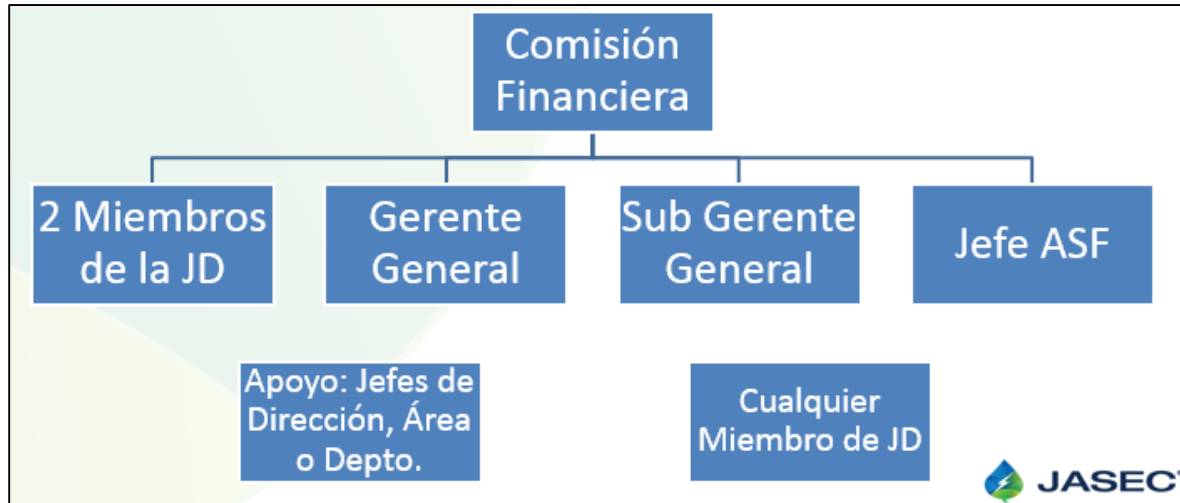 Comisión
Financiera
2 Miembros
de la JD
Gerente
General
Sub Gerente
General
Jefe ASF
Apoyo: Jefes de
Dirección, Área
o Depto.
Cualquier
Miembro de JD
JASEC